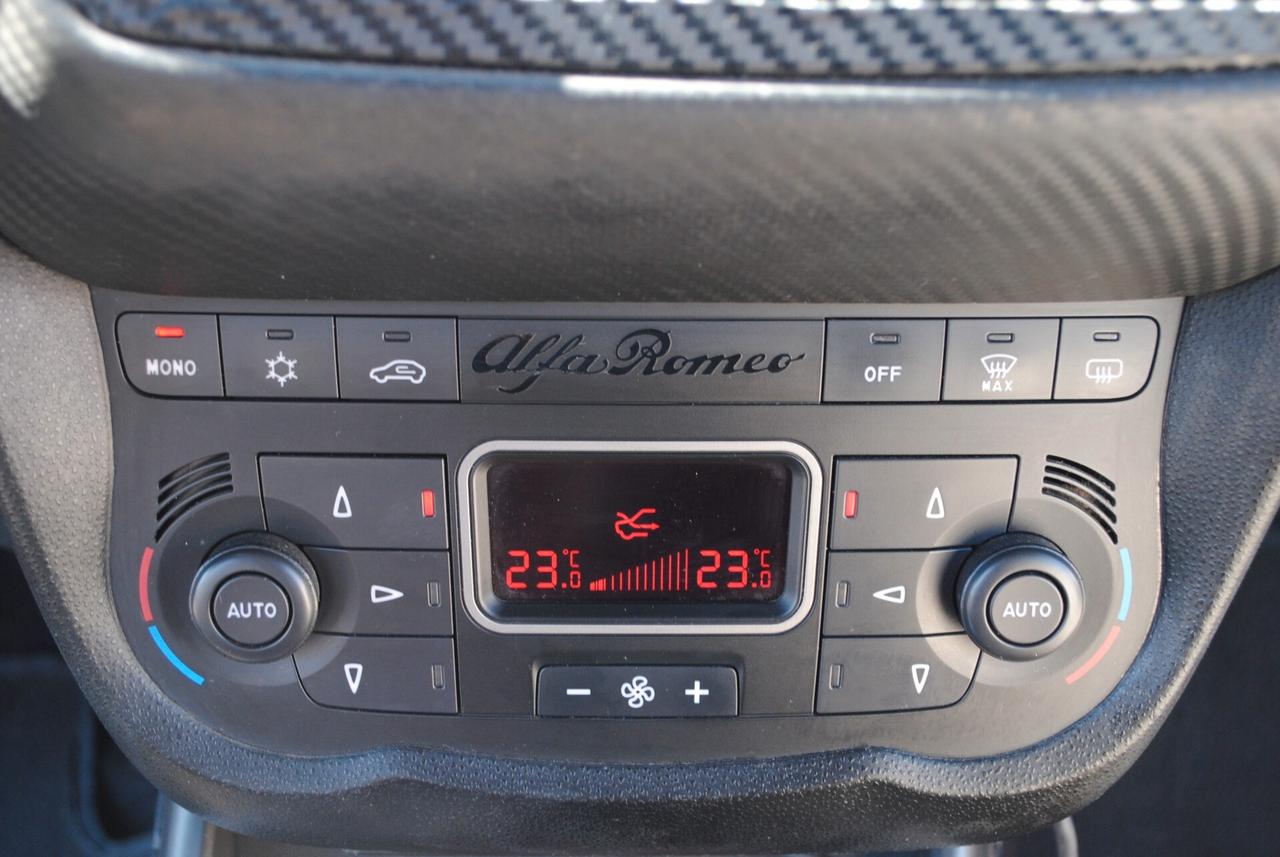 MONO
Alfa Romeo
OFF
MAX
23.0°C
23.0°C
AUTO
AUTO
- +